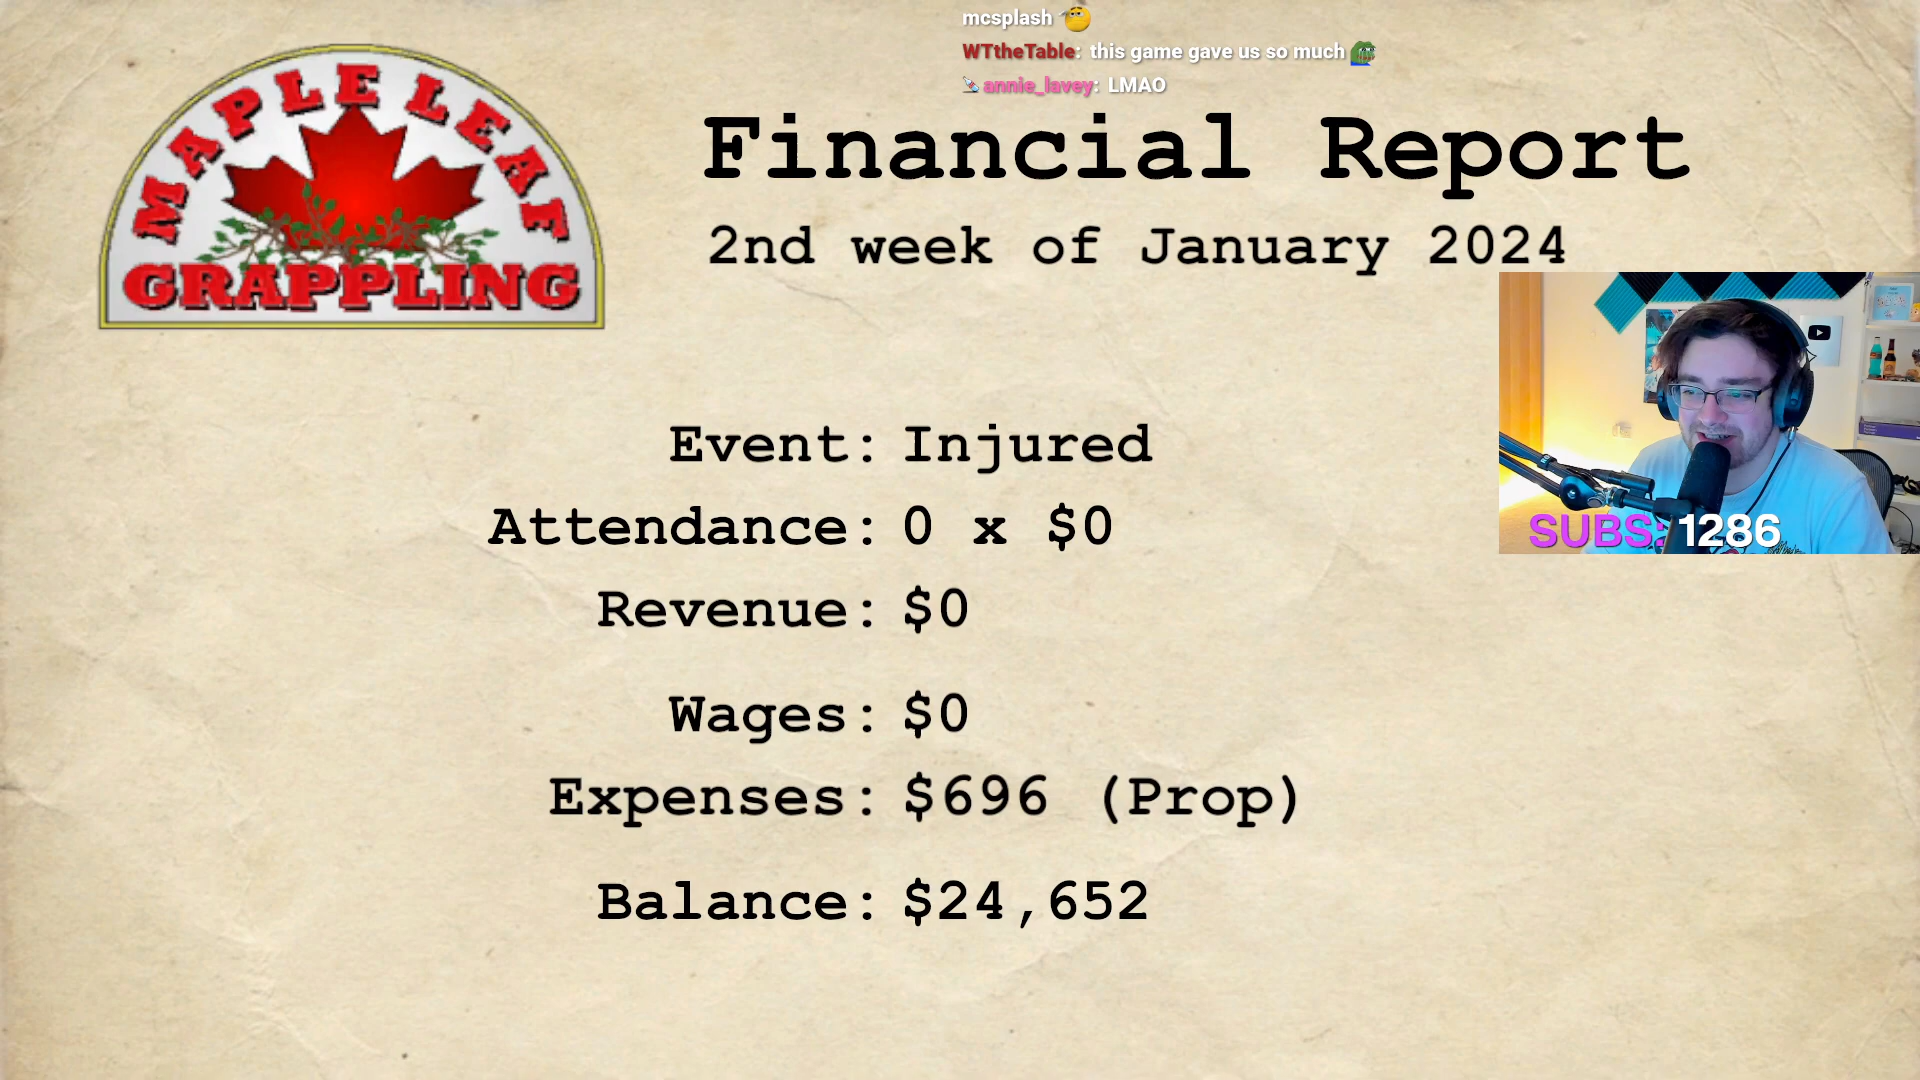 mcsplash
WTtheTable: this game gave us so much
annie_lavey: LMAO
MAPLE LEAF
GRAPPLING
Financial Report
2nd week of January 2024
Event: Injured
Attendance: 0 x $0
Revenue: $0
Wages: $0
Expenses: $696 (Prop)
Balance: $24,652
SUBS: 1286